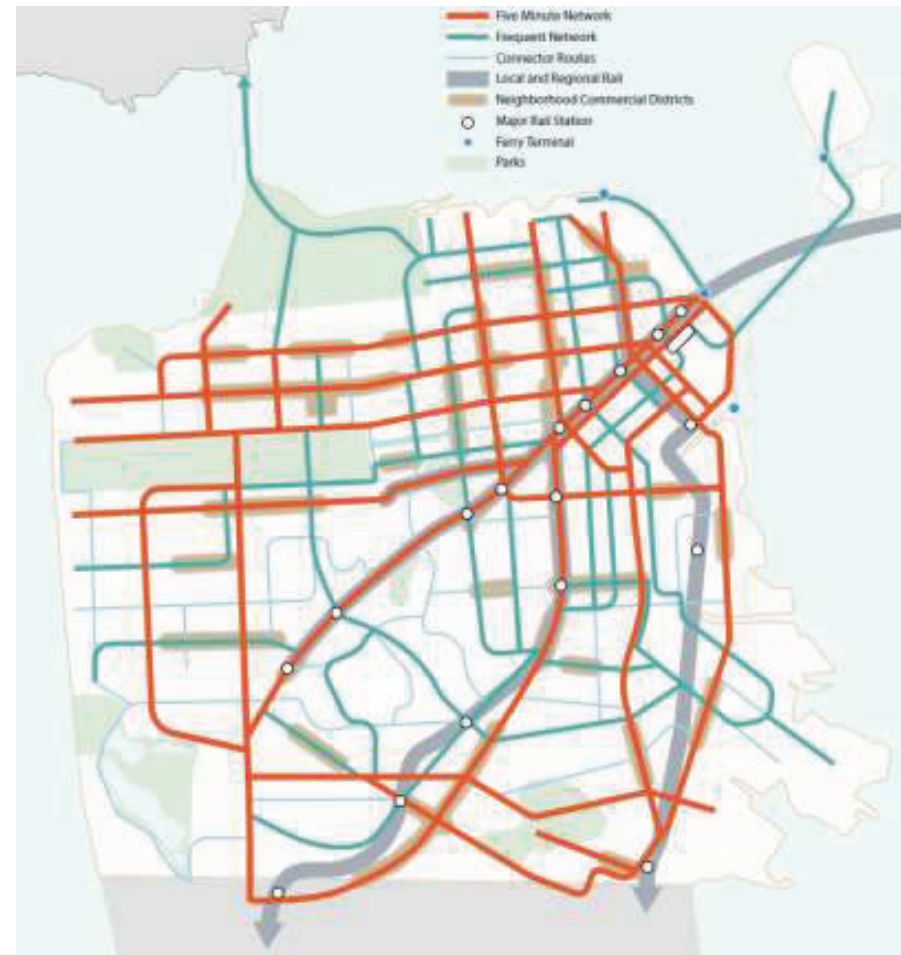 Five Minute Network
Frequent Network
Connector Routes
Local and Regional Rail
Neighborhood Commercial Districts
Major Rail Station
Ferry Terminal
Parks